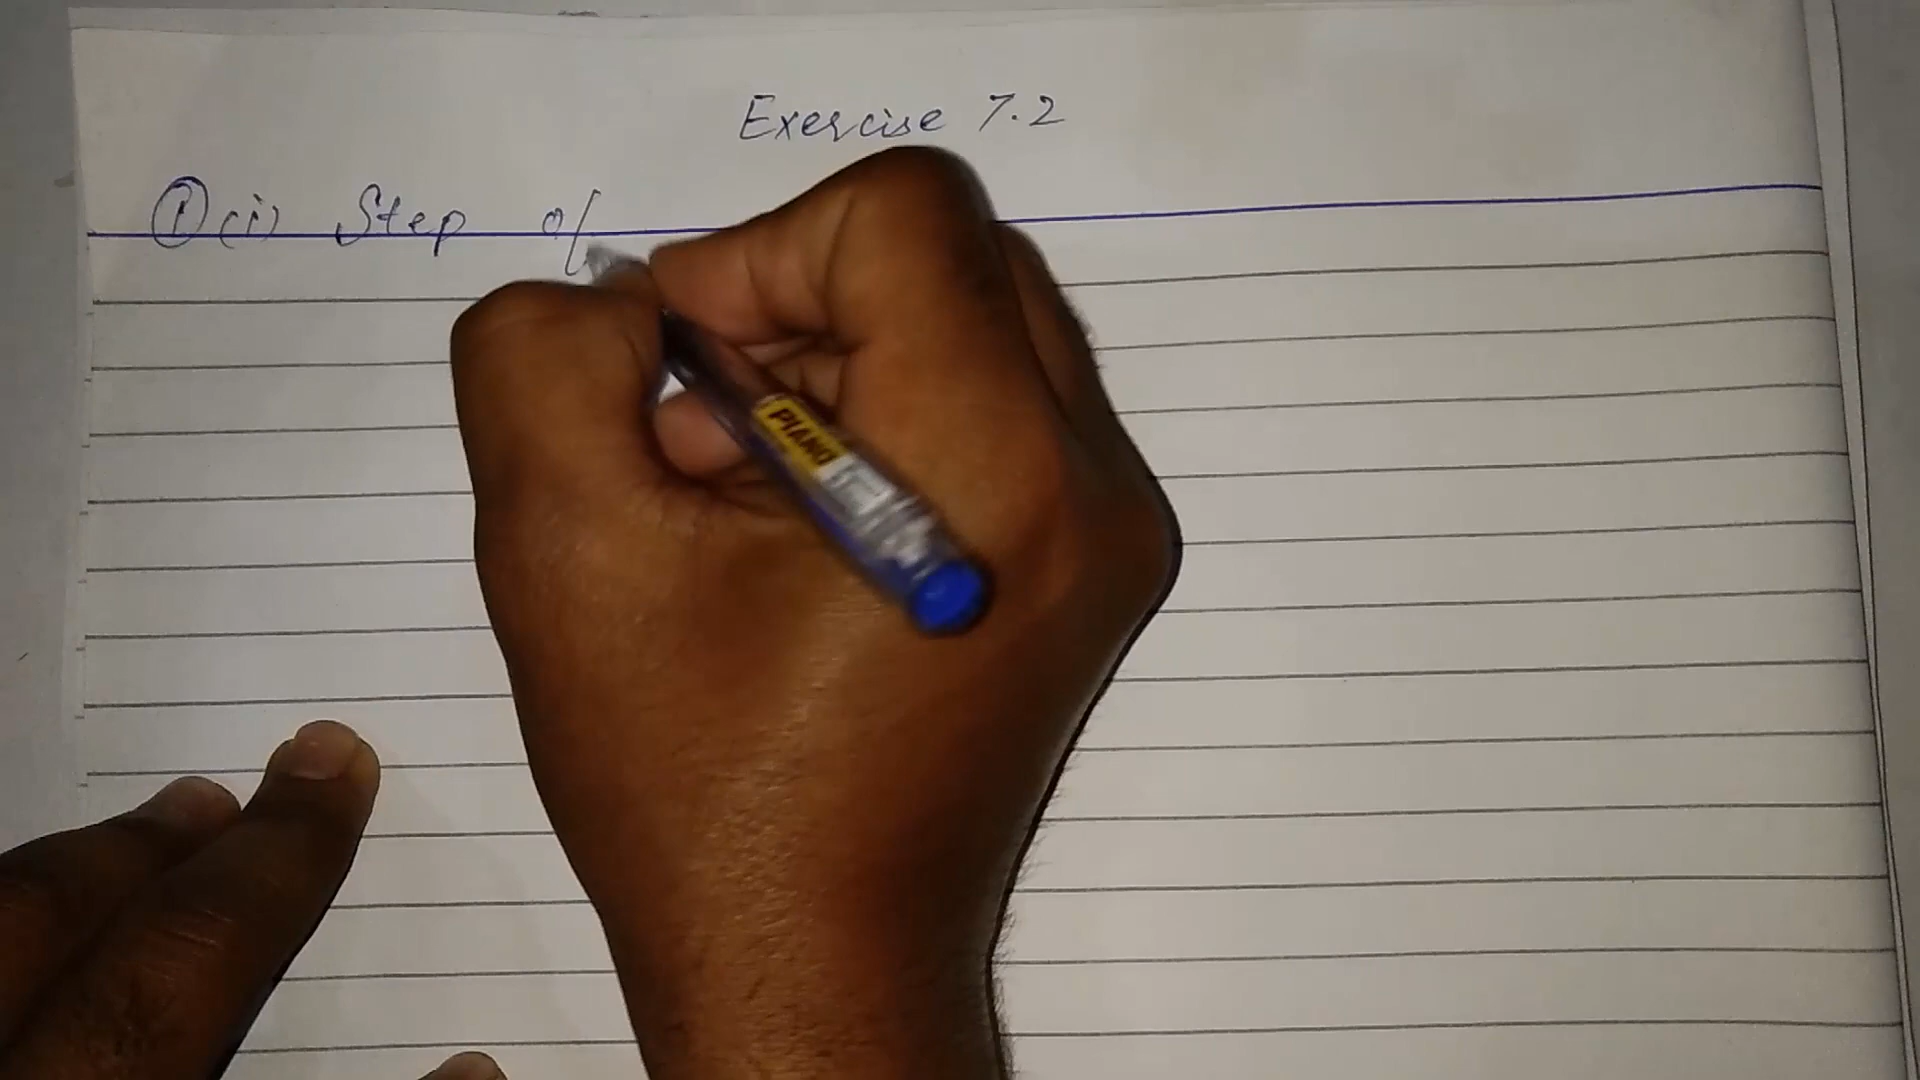 Exercise 7.2
① (i) Step of
PIANO